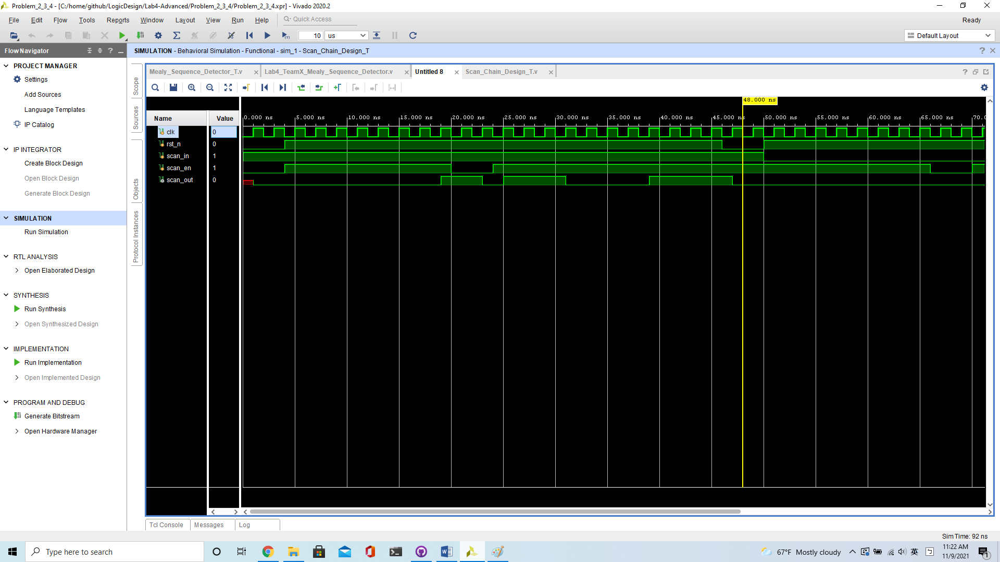 Problem_2_3_4 - [C:/home/github/LogicDesign/Lab4-Advanced/Problem_2_3_4/Problem_2_3_4.xpr] - Vivado 2020.2
File Edit Flow Tools Reports Window Layout View Run Help Quick Access Ready
10 us Default Layout
Flow Navigator
SIMULATION - Behavioral Simulation - Functional - sim_1 - Scan_Chain_Design_T
PROJECT MANAGER
Settings
Add Sources
Language Templates
IP Catalog
IP INTEGRATOR
Create Block Design
Open Block Design
Generate Block Design
SIMULATION
Run Simulation
RTL ANALYSIS
Open Elaborated Design
SYNTHESIS
Run Synthesis
Open Synthesized Design
IMPLEMENTATION
Run Implementation
Open Implemented Design
PROGRAM AND DEBUG
Generate Bitstream
Open Hardware Manager
Scope
Sources
Objects
Protocol Instances
Mealy_Sequence_Detector_T.v Lab4_TeamX_Mealy_Sequence_Detector.v Untitled 8 Scan_Chain_Design_T.v
48.000 ns
Name Value 0.000 ns 5.000 ns 10.000 ns 15.000 ns 20.000 ns 25.000 ns 30.000 ns 35.000 ns 40.000 ns 45.000 ns 50.000 ns 55.000 ns 60.000 ns 65.000 ns 70.0
clk 0
rst_n 0
scan_in 1
scan_en 1
scan_out 0
Tcl Console Messages Log
Sim Time: 92 ns
Type here to search
67°F Mostly cloudy 英 ㄅ
11:22 AM
11/9/2021
1